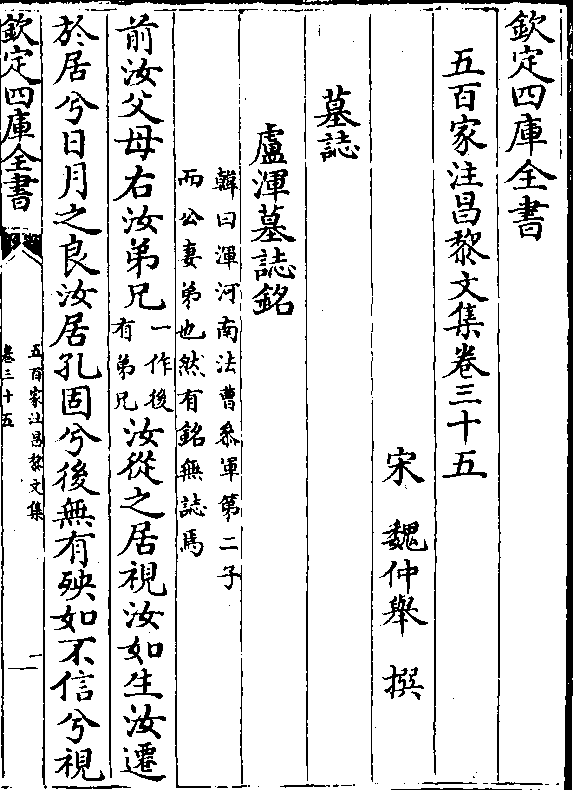 欽定四庫全書
五百家注昌黎文集卷三十五
宋 魏仲舉 撰
墓誌
盧渾墓誌銘
韓曰渾河南法曹叅軍第二子
而公妻弟也然有銘無誌焉
前汝父母右汝弟兄一作後有弟兄汝從之居視汝如生汝遷
於居兮日月之良汝居孔固兮後無有殃如不信兮視
欽定四庫全書
五百家注昌黎文集
卷三十五
一